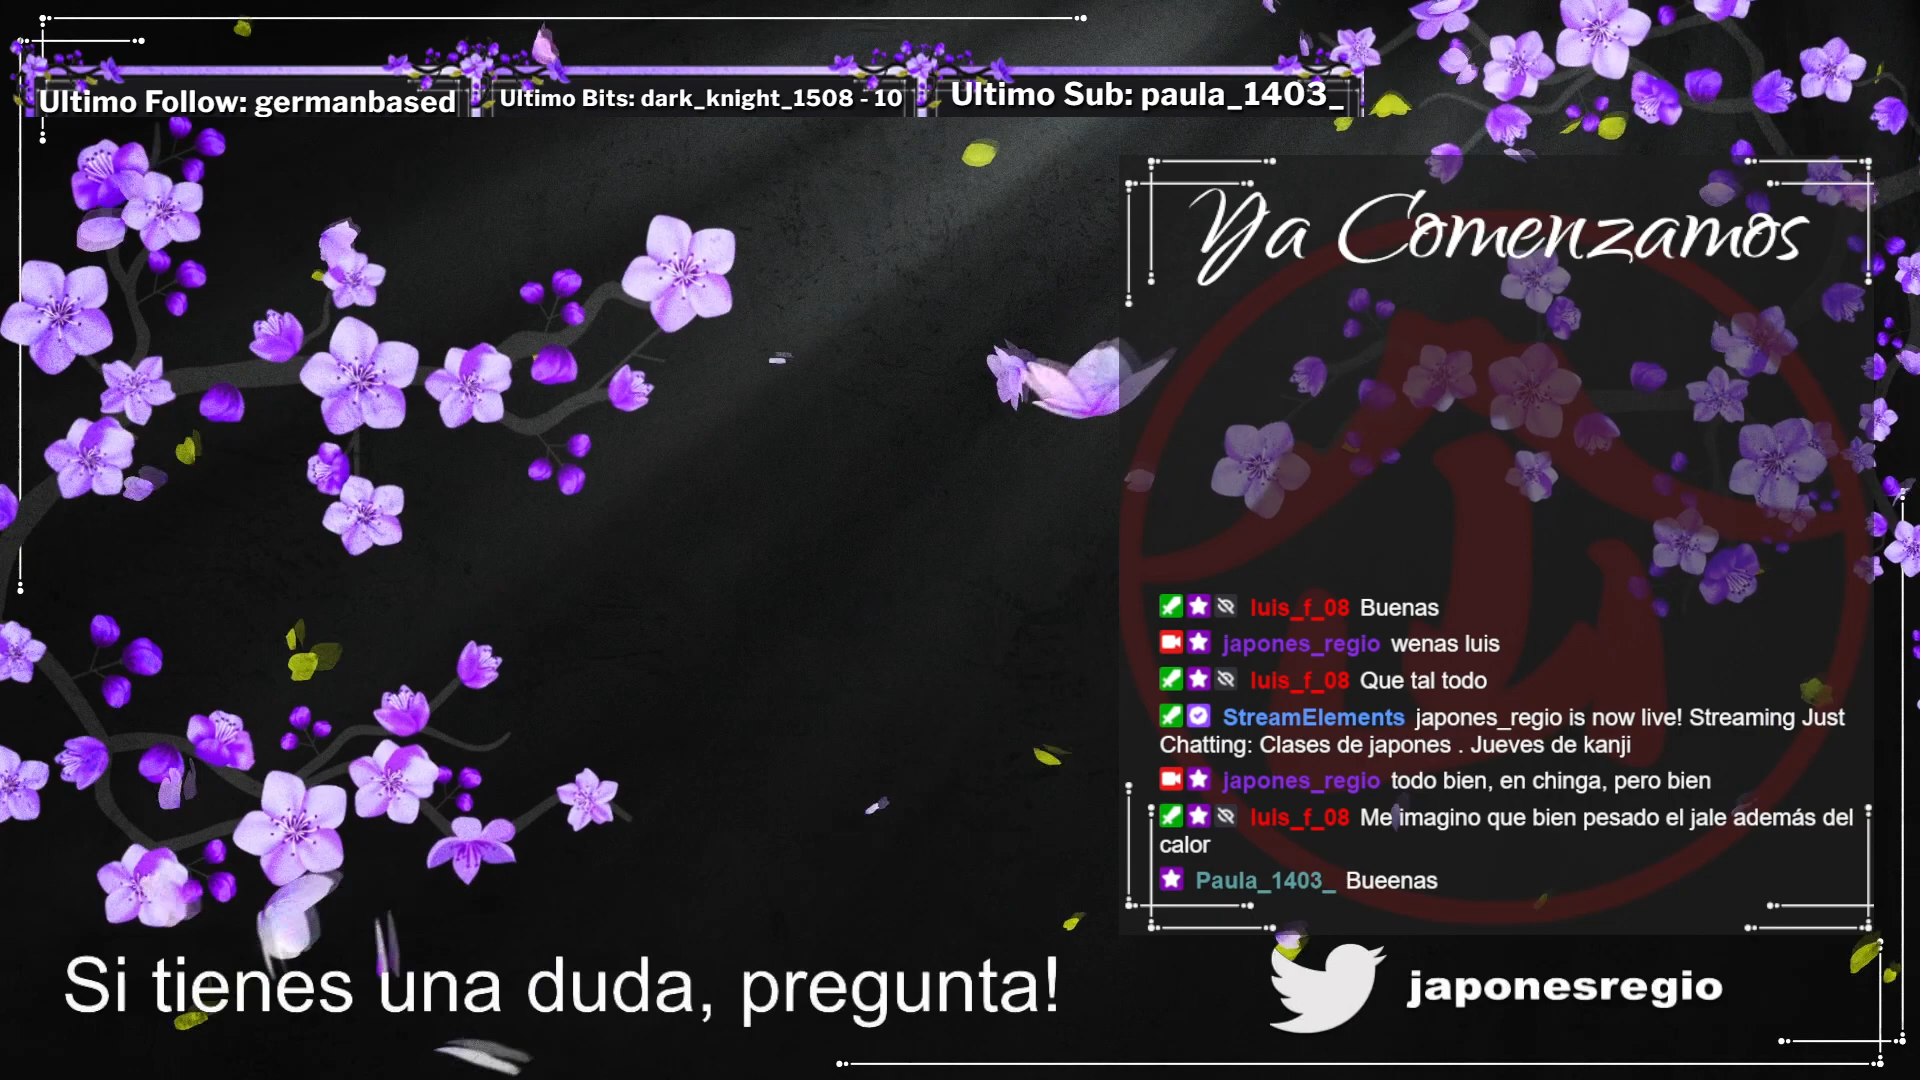 Ultimo Follow: germanbased
Ultimo Bits: dark_knight_1508 - 10
Ultimo Sub: paula_1403_
Ya Comenzamos
luis_f_08 Buenas
japones_regio wenas luis
luis_f_08 Que tal todo
StreamElements japones_regio is now live! Streaming Just
Chatting: Clases de japones . Jueves de kanji
japones_regio todo bien, en chinga, pero bien
luis_f_08 Me imagino que bien pesado el jale además del
calor
Paula_1403_ Bueenas
Si tienes una duda, pregunta!
japonesregio